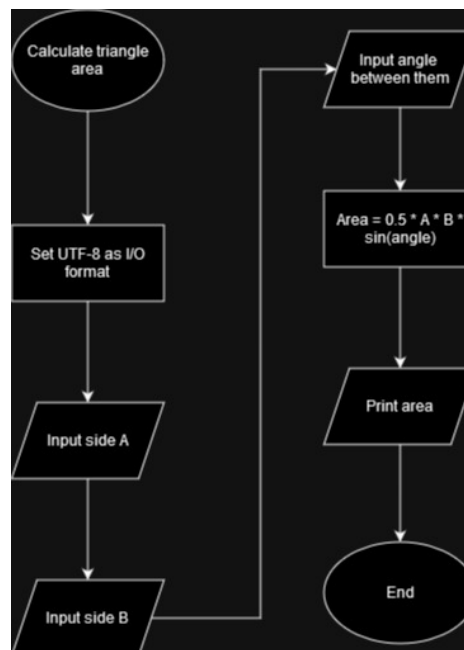 Calculate triangle
area
Set UTF-8 as I/O
format
Input side A
Input side B
Input angle
between them
Area = 0.5 * A * B *
sin(angle)
Print area
End